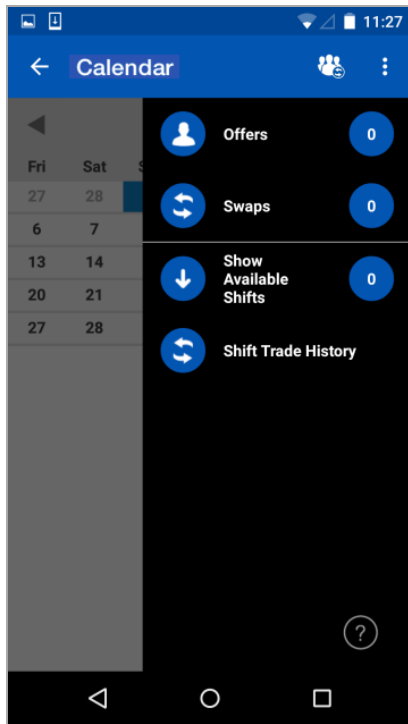 11:27
Calendar
Offers 0
Swaps 0
Show
Available 0
Shifts
Shift Trade History
Fri Sat S
27 28
6 7
13 14
20 21
27 28
?